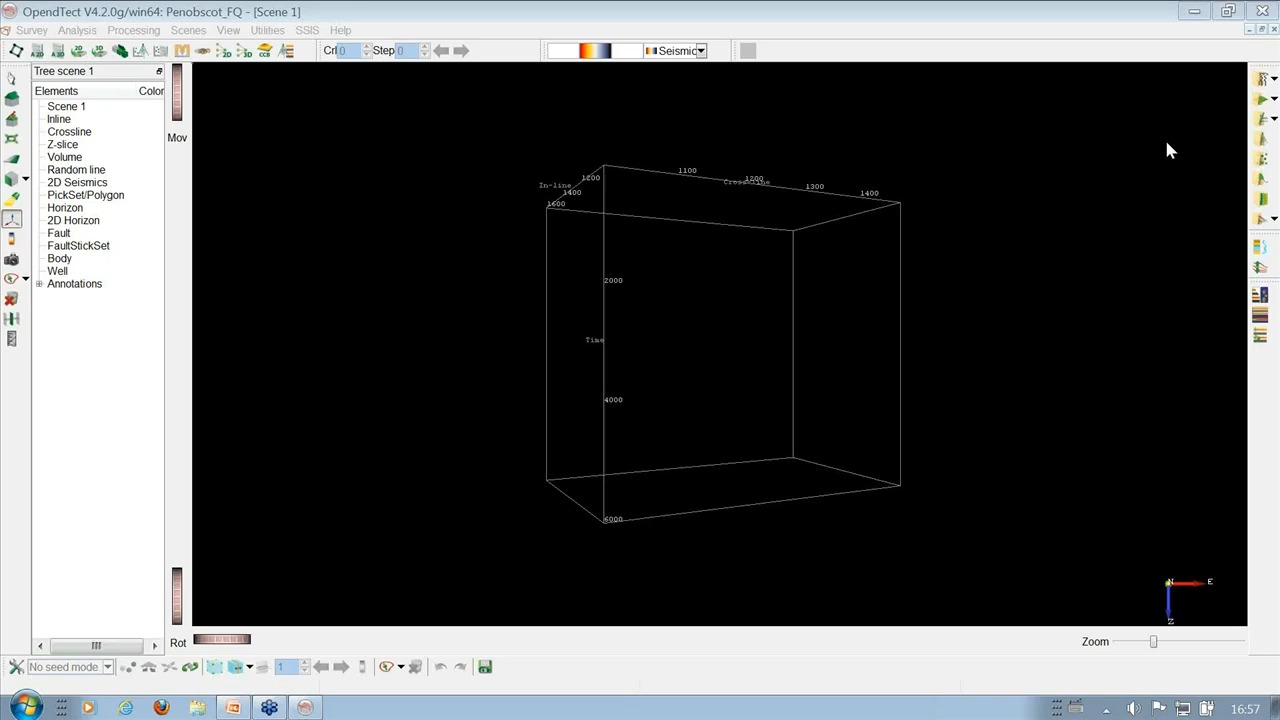 OpendTect V4.2.0g/win64: Penobscot_FQ - [Scene 1]
Survey Analysis Processing Scenes View Utilities SSIS Help
Crl 0 Step 0 Seismic
Tree scene 1
Elements Color
Scene 1
Inline
Crossline
Z-slice
Volume
Random line
2D Seismics
PickSet/Polygon
Horizon
2D Horizon
Fault
FaultStickSet
Body
Well
Annotations
Mov
Rot
In-line
1200
1400
1600
1100
1200
1300
1400
2000
Time
4000
6000
N E
Z
Zoom
No seed mode 1
16:57